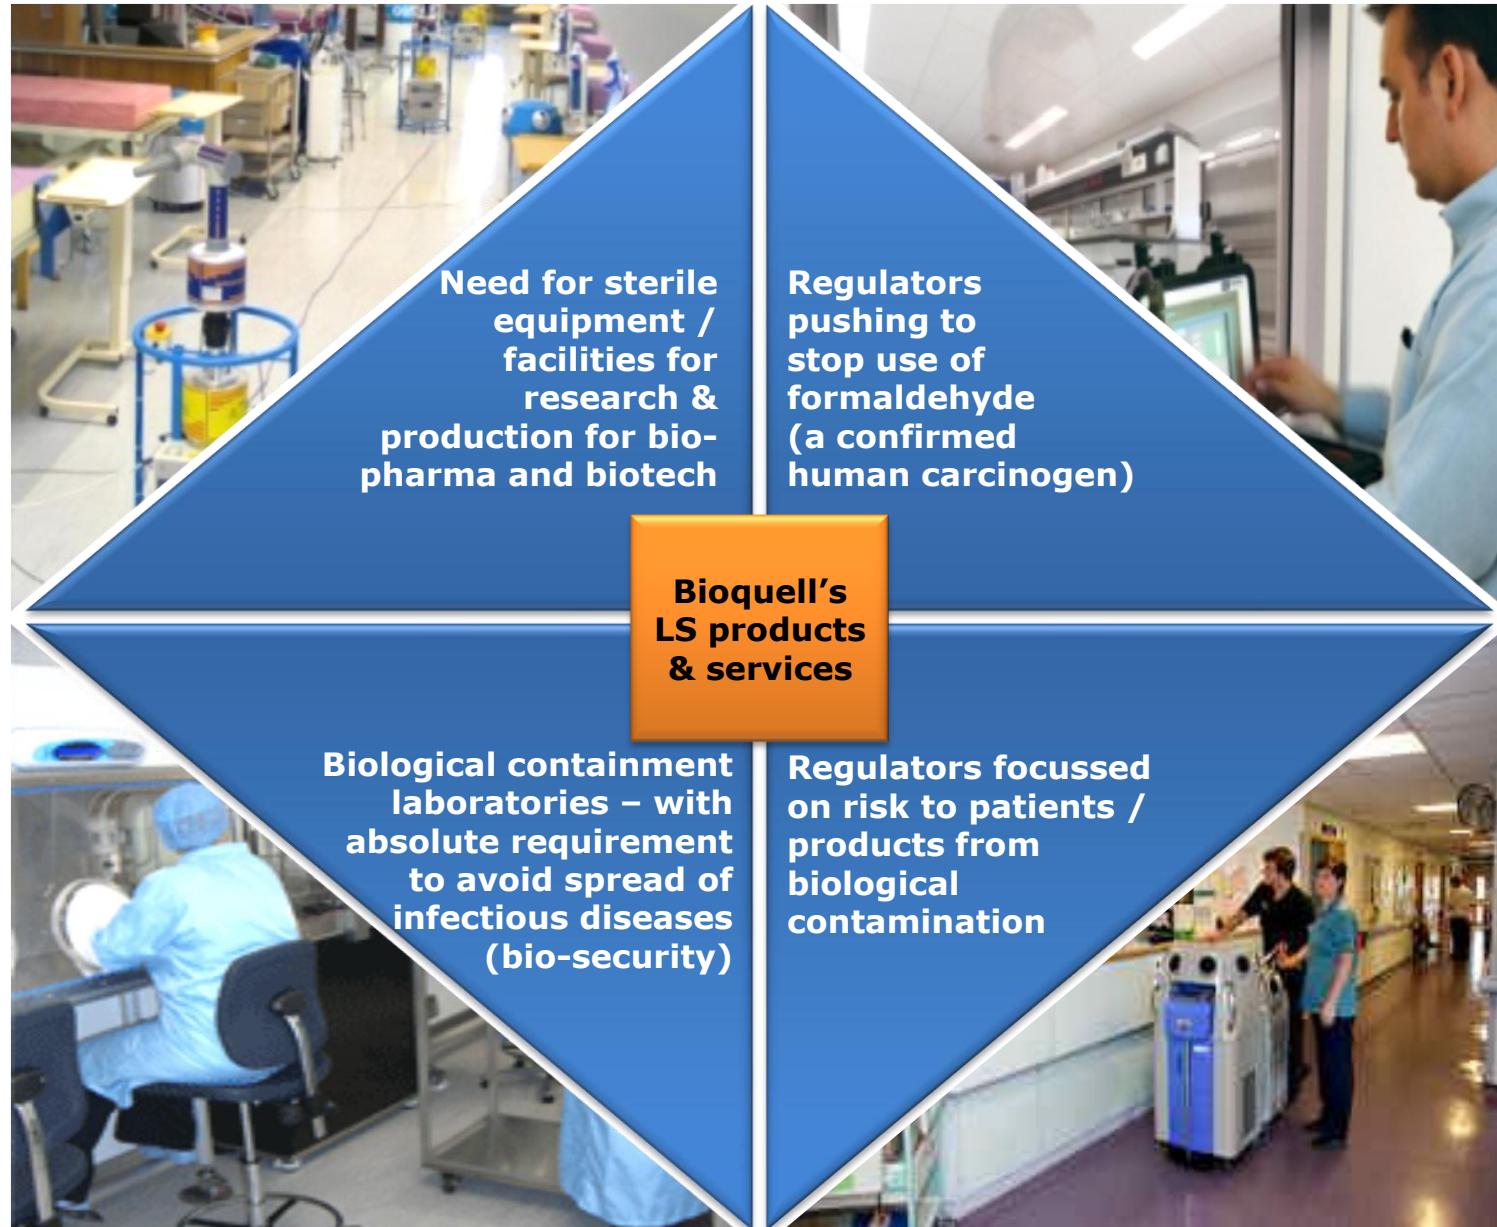 Need for sterile
equipment /
facilities for
research &
production for bio-
pharma and biotech
Regulators
pushing to
stop use of
formaldehyde
(a confirmed
human carcinogen)
Bioquell’s
LS products
& services
Biological containment
laboratories – with
absolute requirement
to avoid spread of
infectious diseases
(bio-security)
Regulators focussed
on risk to patients /
products from
biological
contamination